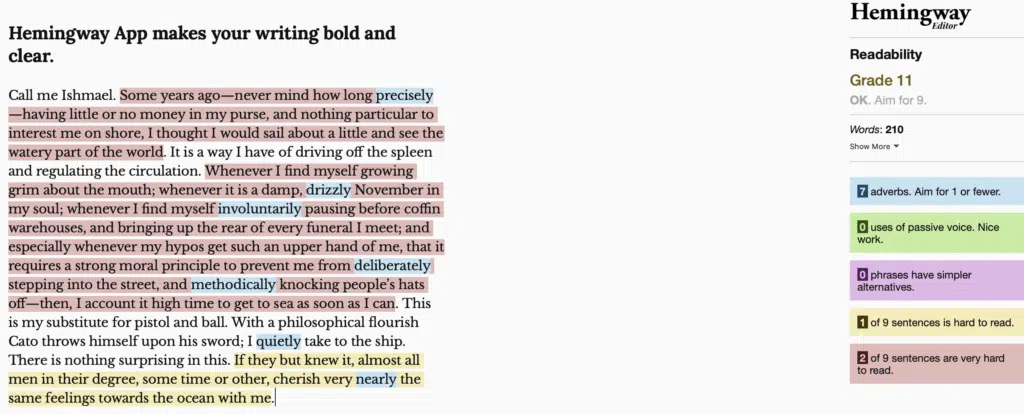 Hemingway App makes your writing bold and
clear.
Call me Ishmael. Some years ago—never mind how long precisely
—having little or no money in my purse, and nothing particular to
interest me on shore, I thought I would sail about a little and see the
watery part of the world. It is a way I have of driving off the spleen
and regulating the circulation. Whenever I find myself growing
grim about the mouth; whenever it is a damp, drizzly November in
my soul; whenever I find myself involuntarily pausing before coffin
warehouses, and bringing up the rear of every funeral I meet; and
especially whenever my hypos get such an upper hand of me, that it
requires a strong moral principle to prevent me from deliberately
stepping into the street, and methodically knocking people's hats
off—then, I account it high time to get to sea as soon as I can. This
is my substitute for pistol and ball. With a philosophical flourish
Cato throws himself upon his sword; I quietly take to the ship.
There is nothing surprising in this. If they but knew it, almost all
men in their degree, some time or other, cherish very nearly the
same feelings towards the ocean with me.
Hemingway
Editor
Readability
Grade 11
OK. Aim for 9.
Words: 210
Show More
7 adverbs. Aim for 1 or fewer.
0 uses of passive voice. Nice
work.
0 phrases have simpler
alternatives.
1 of 9 sentences is hard to read.
2 of 9 sentences are very hard
to read.